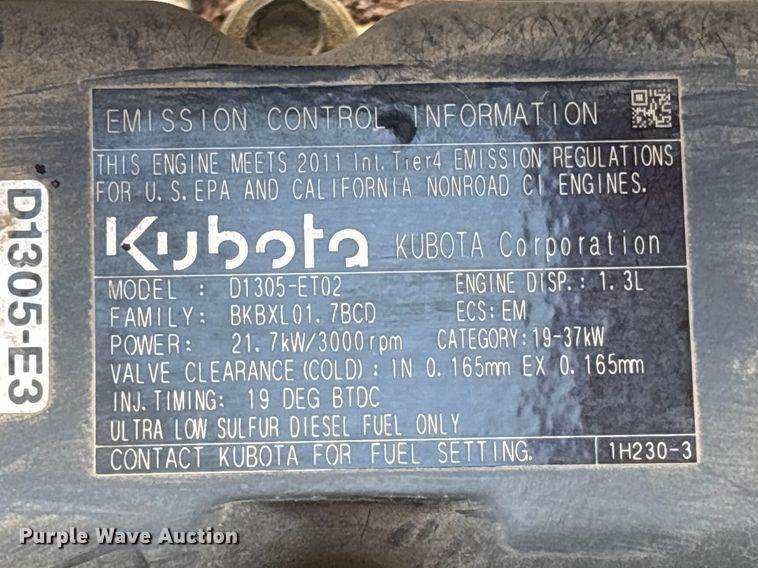 EMISSION CONTROL INFORMATION
THIS ENGINE MEETS 2011 Int. Tier4 EMISSION REGULATIONS
FOR U.S. EPA AND CALIFORNIA NONROAD CI ENGINES.
Kubota KUBOTA Corporation
MODEL : D1305-ET02 ENGINE DISP.: 1.3L
FAMILY: BKBXL01.7BCD ECS: EM
POWER: 21.7kW/3000rpm CATEGORY: 19-37kW
VALVE CLEARANCE (COLD) : IN 0.165mm EX 0.165mm
INJ. TIMING: 19 DEG BTDC
ULTRA LOW SULFUR DIESEL FUEL ONLY
CONTACT KUBOTA FOR FUEL SETTING. 1H230-3
D1305-E3
Purple Wave Auction